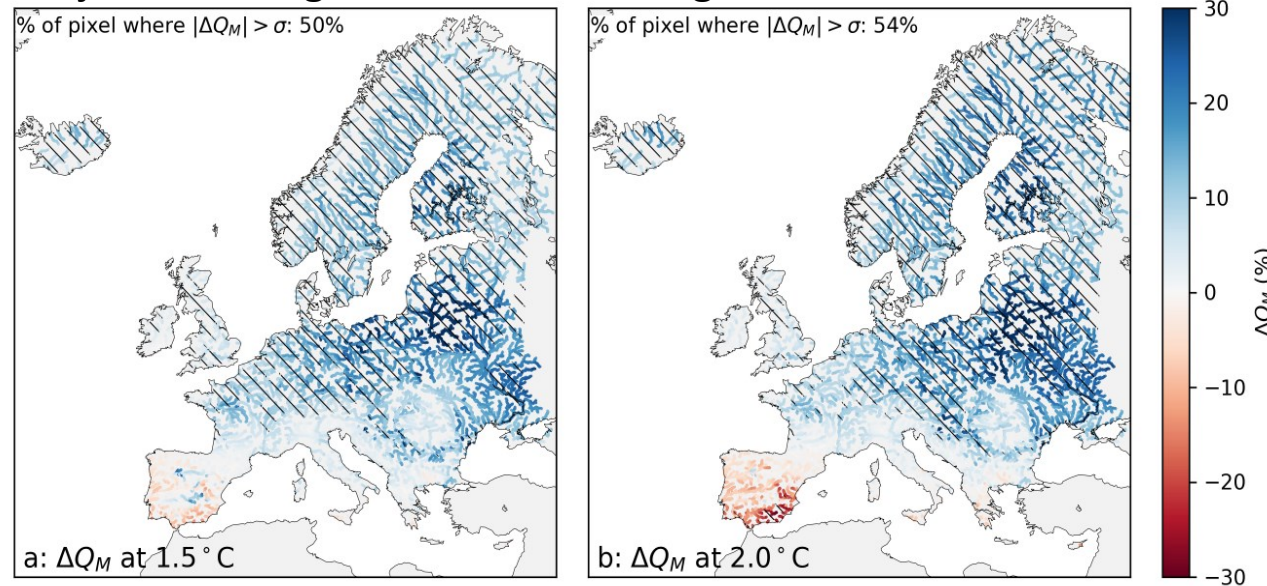 % of pixel where |ΔQ_M| > σ: 50%
% of pixel where |ΔQ_M| > σ: 54%
a: ΔQ_M at 1.5°C
b: ΔQ_M at 2.0°C
30
20
10
0
−10
−20
−30
ΔQ_M (%)